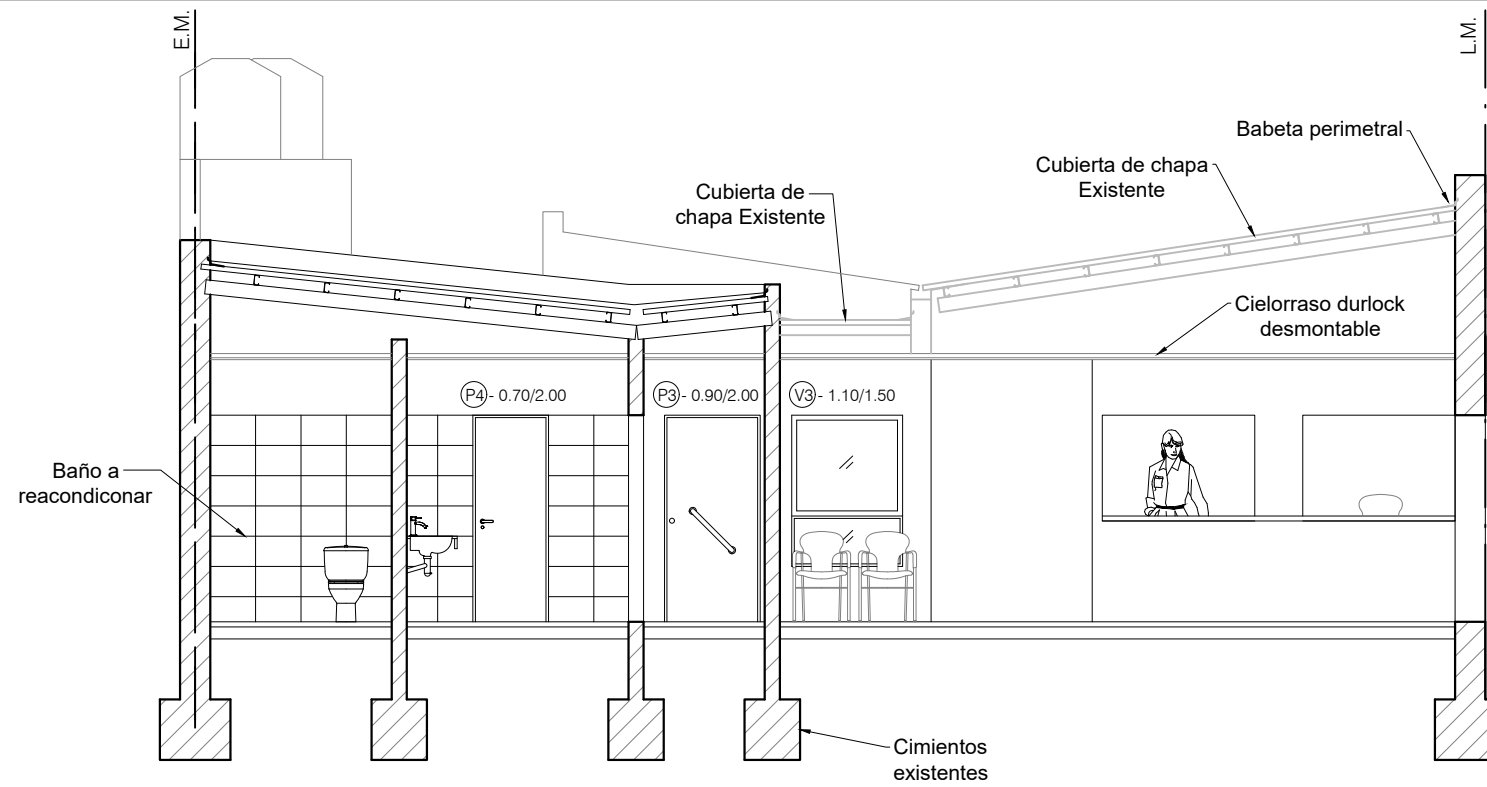 E.M.
L.M.
Babeta perimetral
Cubierta de chapa
Existente
Cubierta de
chapa Existente
Cielorraso durlock
desmontable
P4 - 0.70/2.00
P3 - 0.90/2.00
V3 - 1.10/1.50
Baño a
reacondiconar
Cimientos
existentes